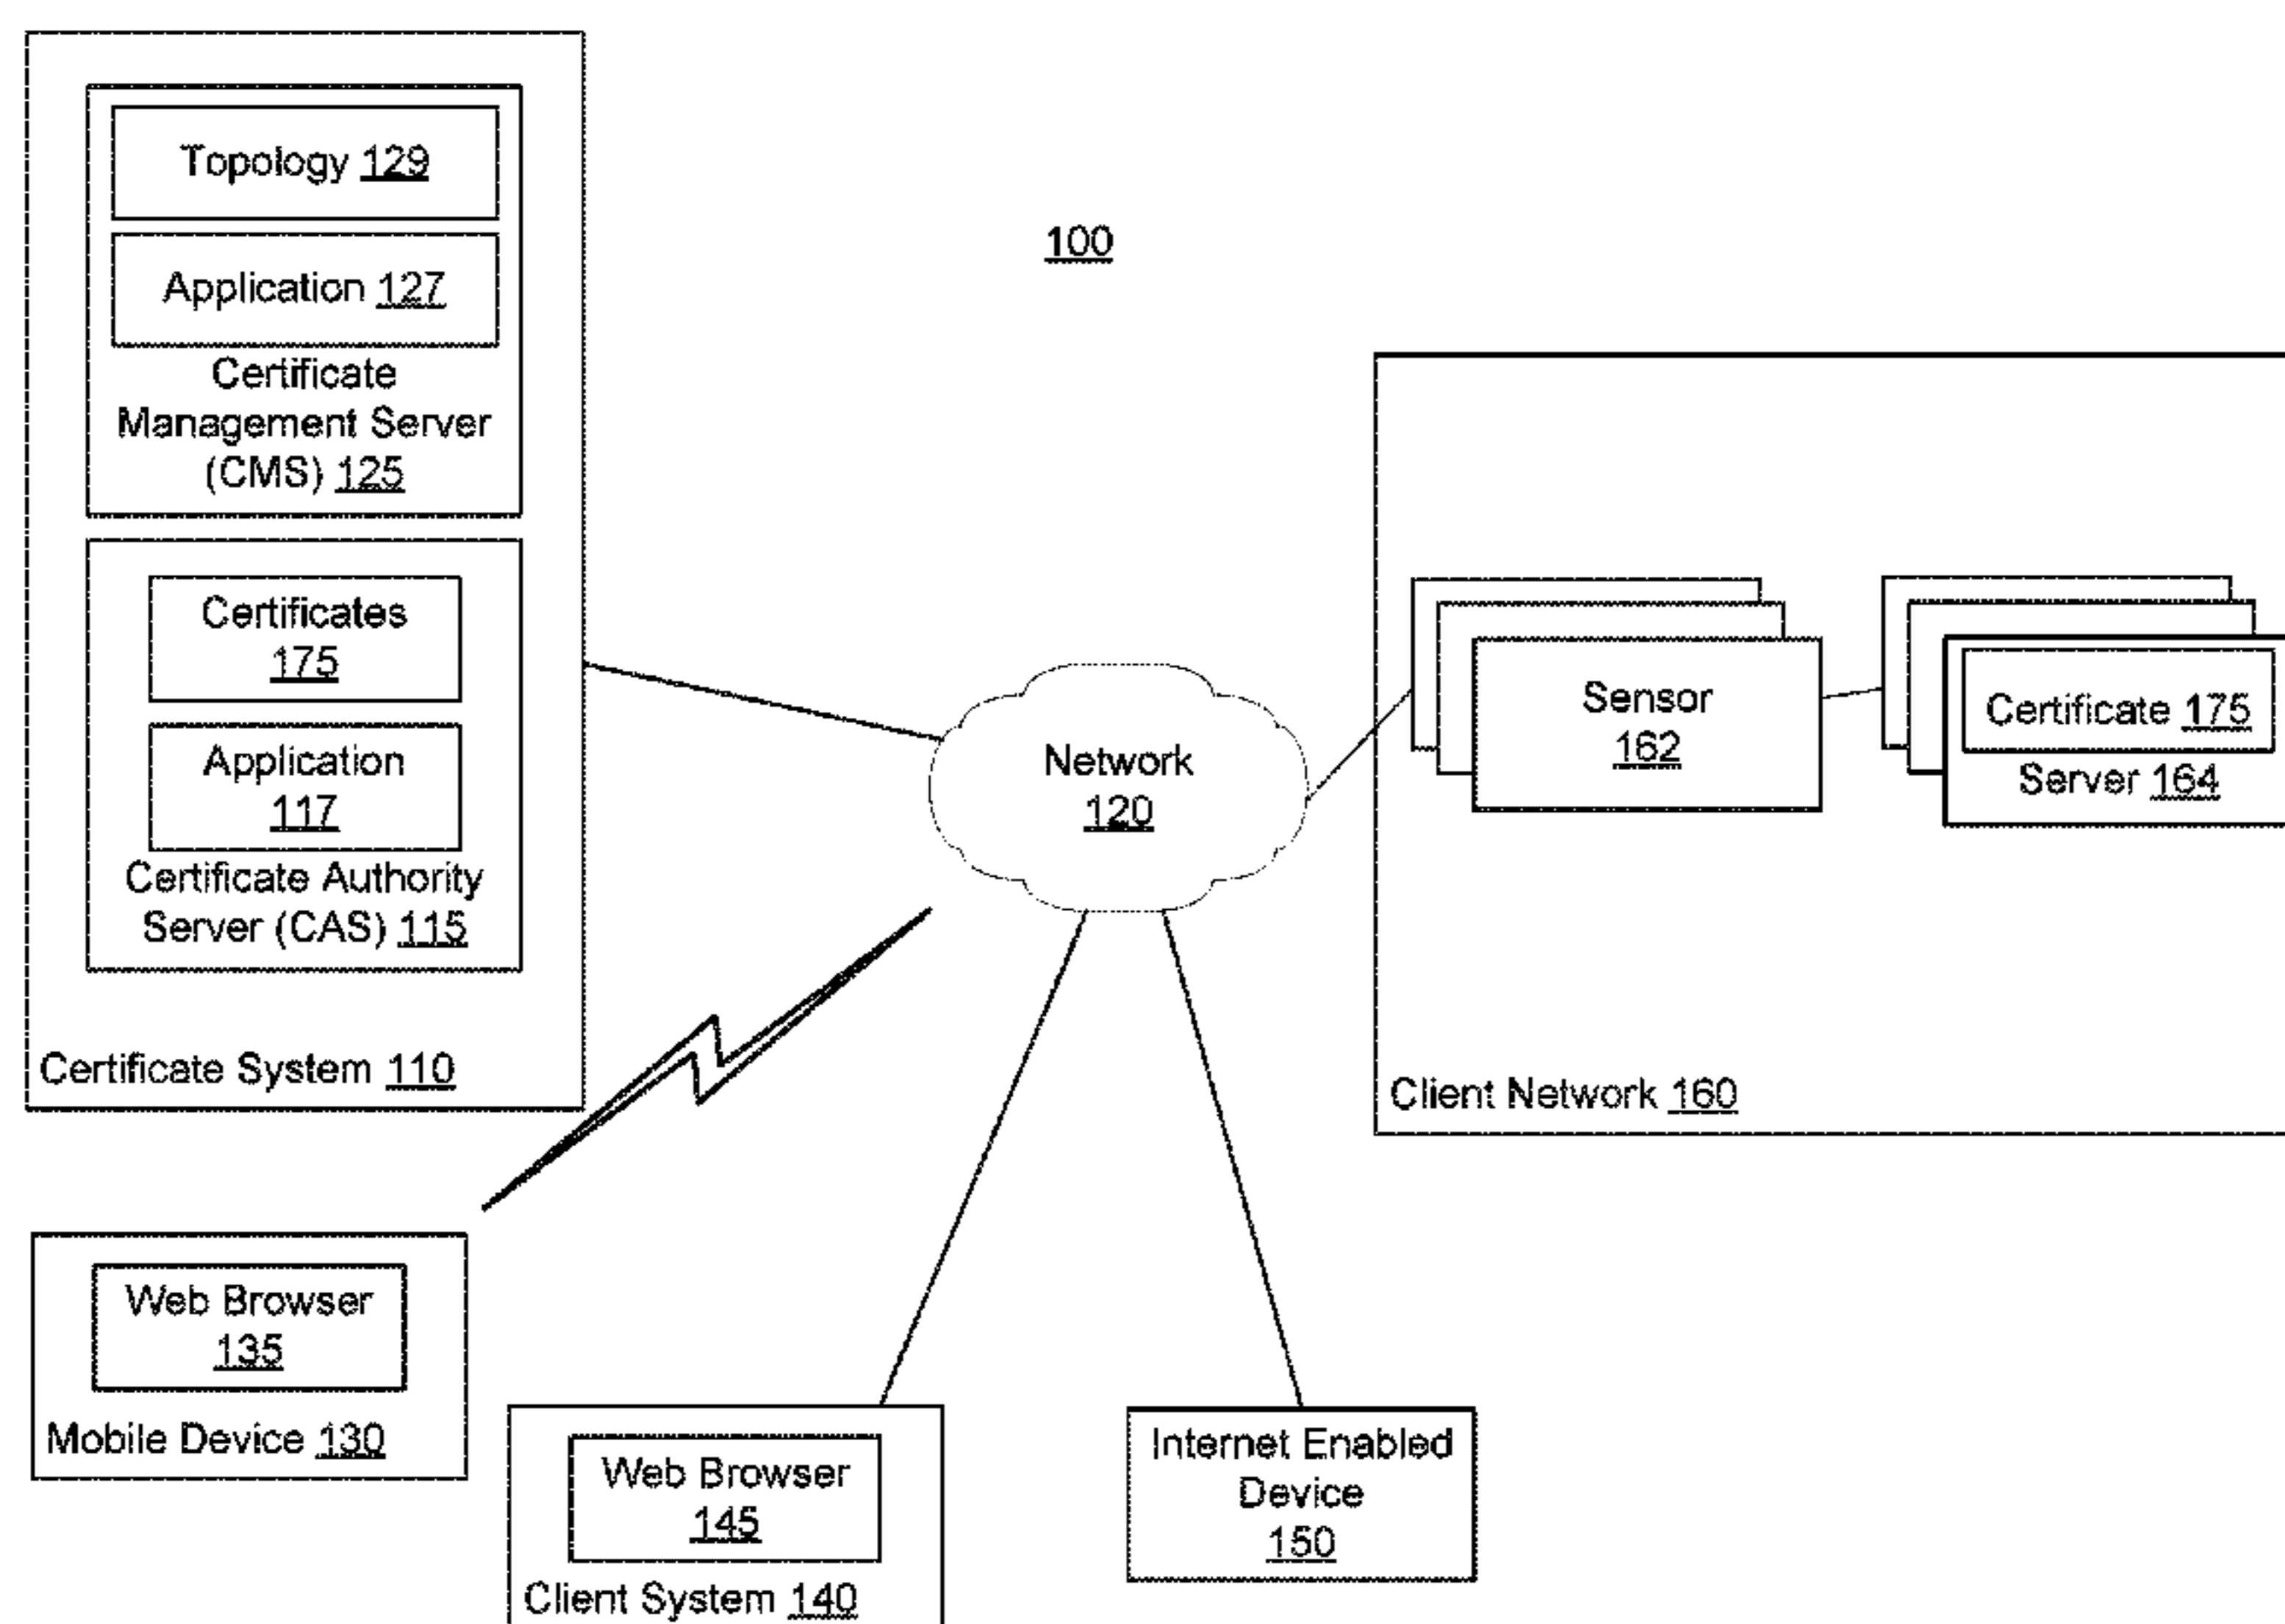 Topology 129
Application 127
Certificate
Management Server
(CMS) 125
Certificates
175
Application
117
Certificate Authority
Server (CAS) 115
Certificate System 110
100
Network
120
Sensor
162
Certificate 175
Server 164
Client Network 160
Web Browser
135
Mobile Device 130
Web Browser
145
Client System 140
Internet Enabled
Device
150